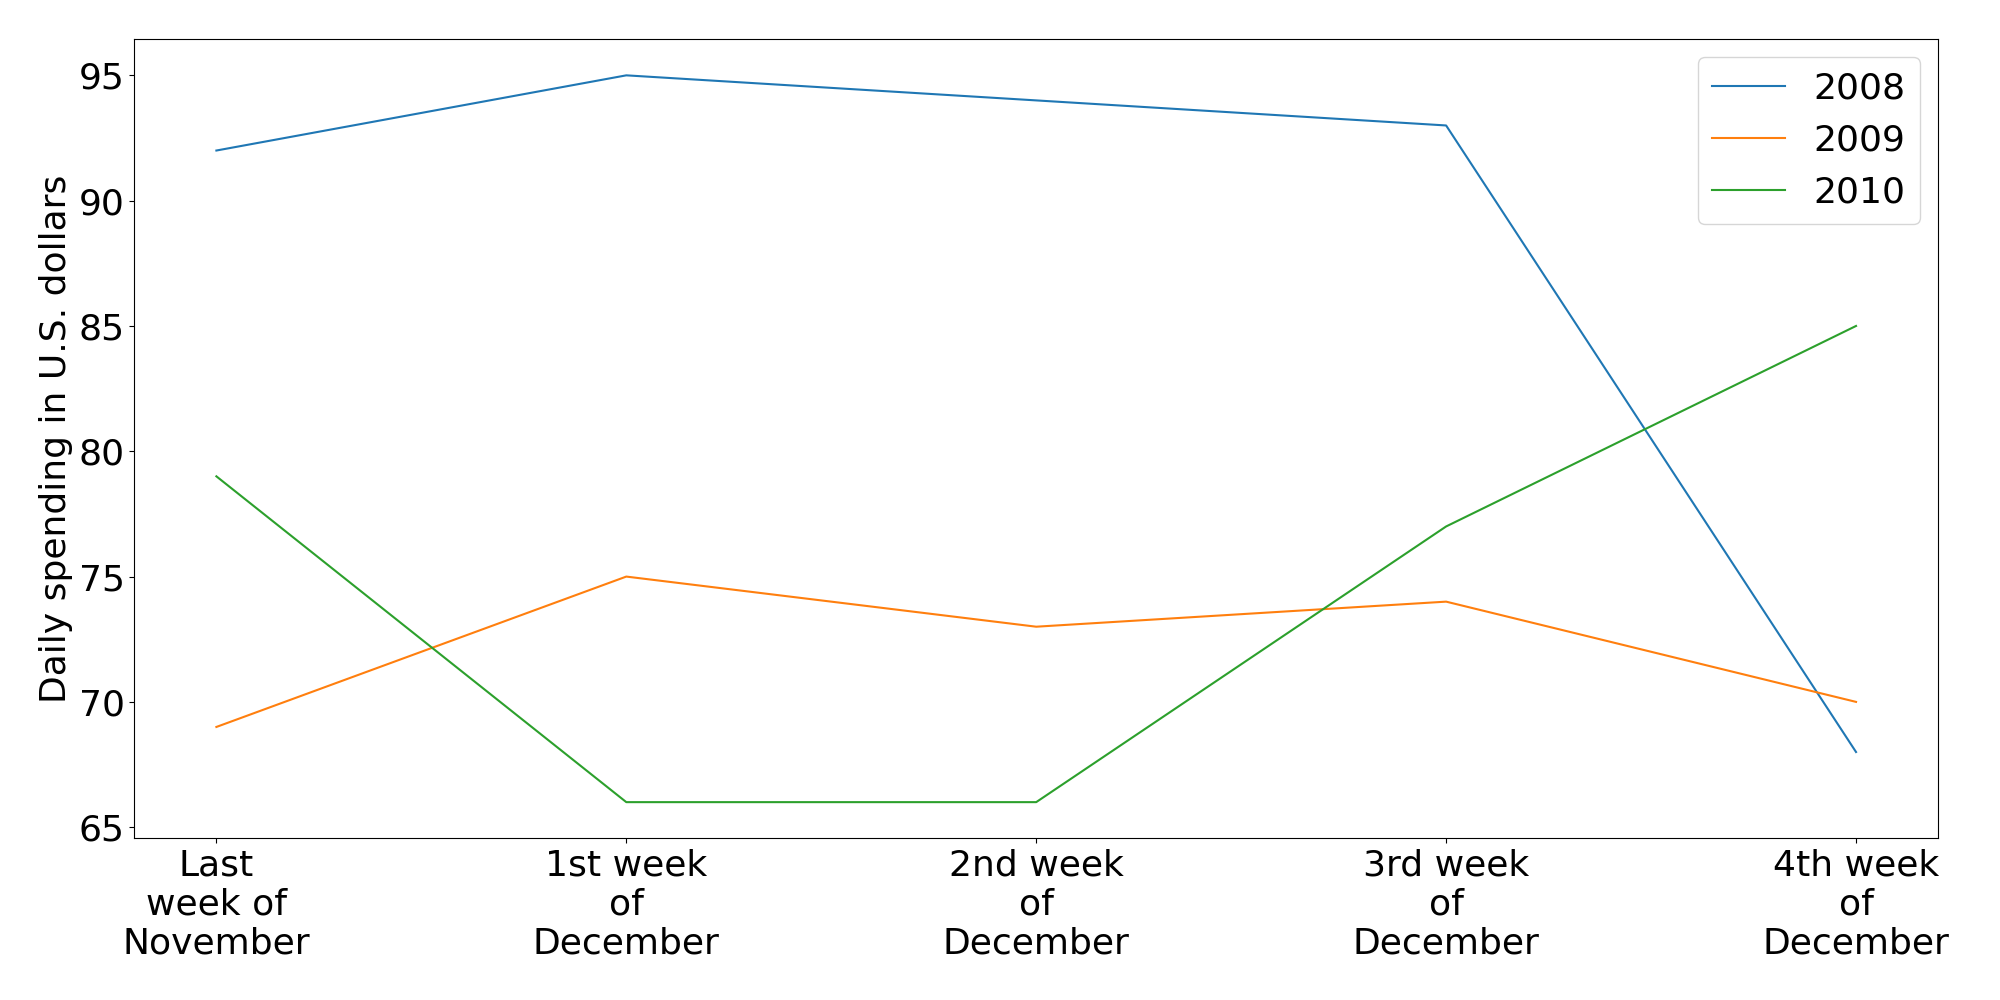 Daily spending in U.S. dollars
95
90
85
80
75
70
65
2008
2009
2010
Last
week of
November
1st week
of
December
2nd week
of
December
3rd week
of
December
4th week
of
December